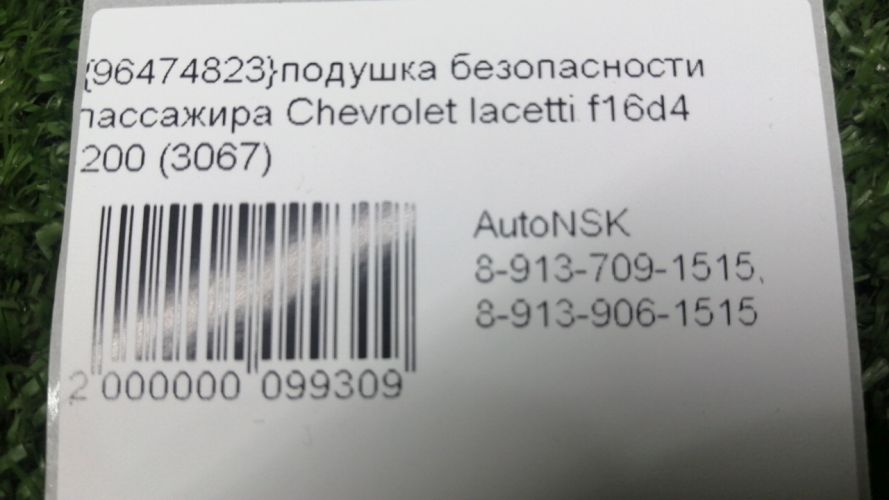 {96474823}подушка безопасности
пассажира Chevrolet lacetti f16d4
200 (3067)
AutoNSK
8-913-709-1515,
8-913-906-1515
2 000000 099309